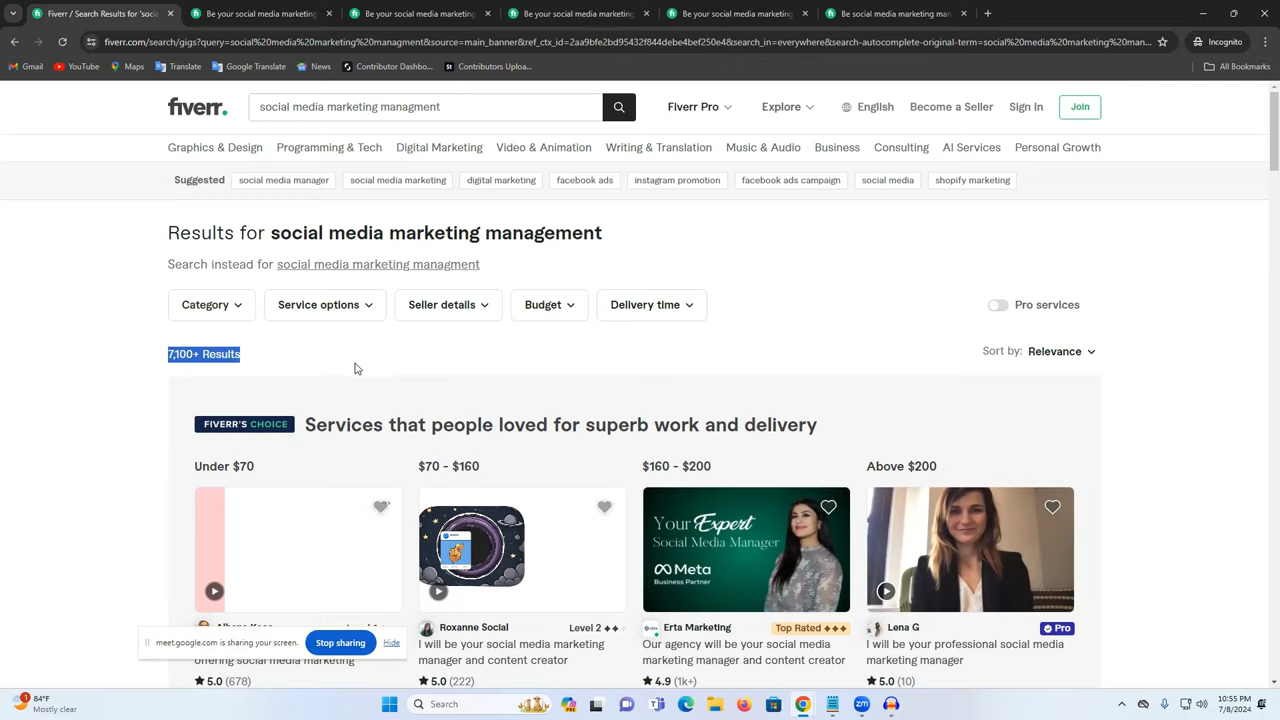 Fiverr / Search Results for 'soci
Be your social media marketing
Be your social media marketing
Be your social media marketing
Be your social media marketing
Be social media marketing man
fiverr.com/search/gigs?query=social%20media%20marketing%20managment&source=main_banner&ref_ctx_id=2aa9bfe2bd95432f844debe4bef250e4&search_in=everywhere&search-autocomplete-original-term=social%20media%20marketing%20man...
Incognito
Gmail
YouTube
Maps
Translate
Google Translate
News
Contributor Dashbo...
St Contributors Uploa...
All Bookmarks
fiverr.
social media marketing managment
Fiverr Pro
Explore
English
Become a Seller
Sign In
Join
Graphics & Design
Programming & Tech
Digital Marketing
Video & Animation
Writing & Translation
Music & Audio
Business
Consulting
AI Services
Personal Growth
Suggested
social media manager
social media marketing
digital marketing
facebook ads
instagram promotion
facebook ads campaign
social media
shopify marketing
Results for social media marketing management
Search instead for social media marketing managment
Category
Service options
Seller details
Budget
Delivery time
Pro services
7,100+ Results
Sort by: Relevance
FIVERR'S CHOICE
Services that people loved for superb work and delivery
Under $70
$70 - $160
$160 - $200
Above $200
Your Expert
Social Media Manager
Meta
Business Partner
Roxanne Social
Level 2
Erta Marketing
Top Rated
Lena G
Pro
offering social media marketing
I will be your social media marketing
manager and content creator
Our agency will be your social media
marketing manager and content creator
I will be your professional social media
marketing manager
5.0 (678)
5.0 (222)
4.9 (1k+)
5.0 (10)
meet.google.com is sharing your screen.
Stop sharing
Hide
1
84°F
Mostly clear
Search
zm
10:55 PM
7/8/2024